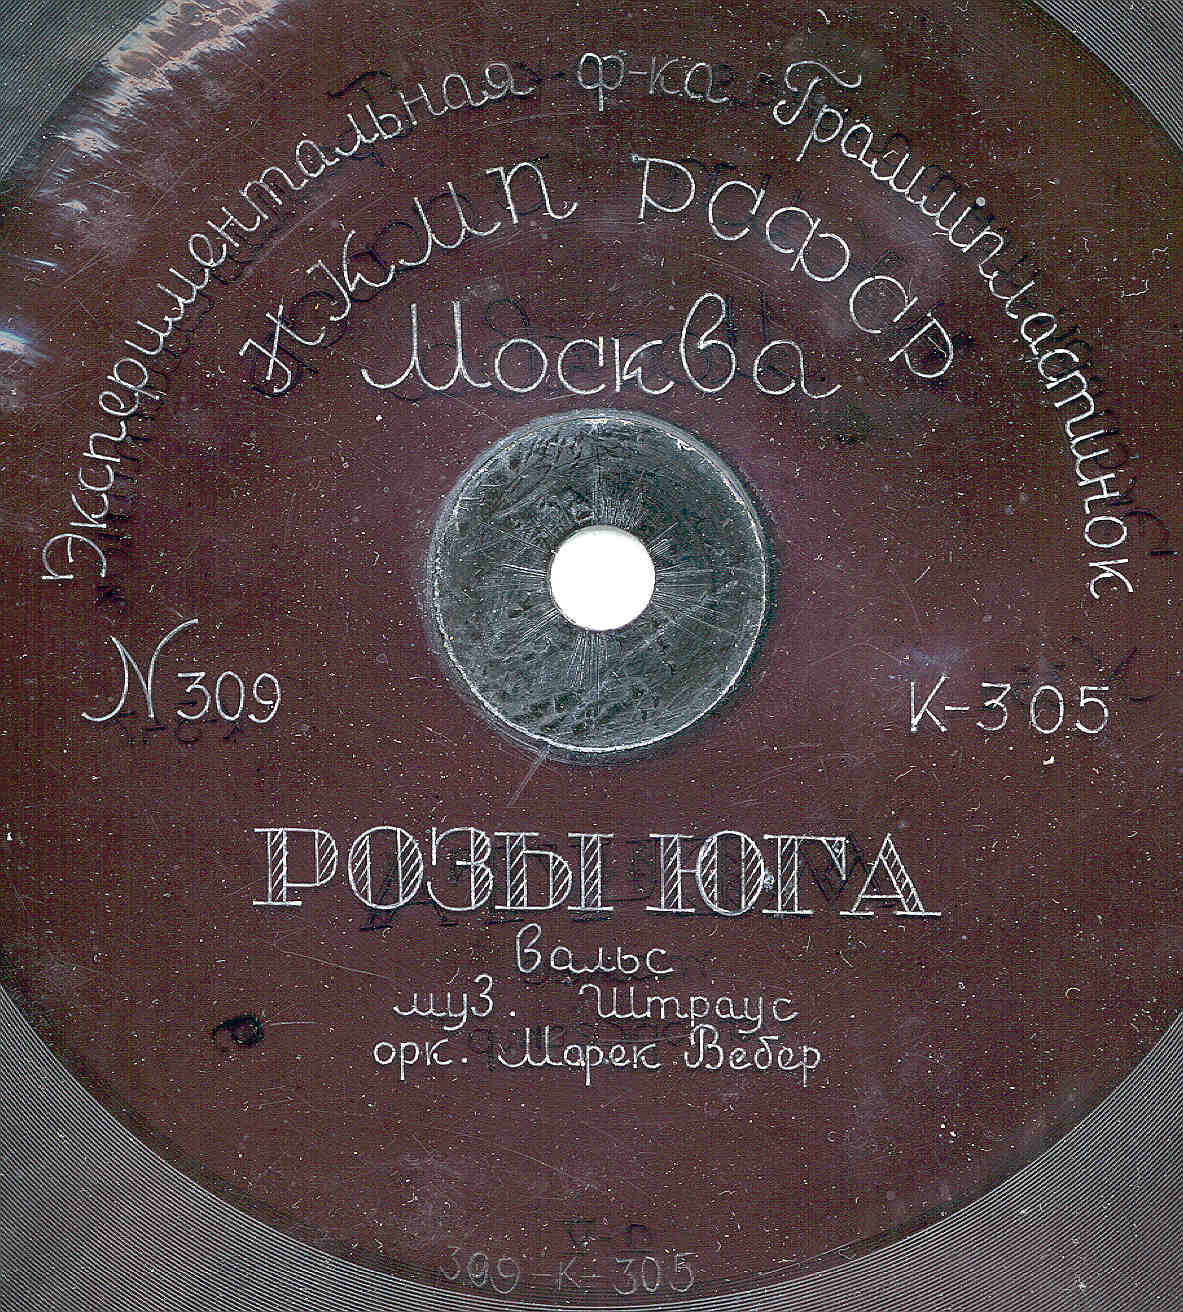 Экспериментальная ф-ка Грампластинок
НКМП РСФСР
Москва
N 309
К-305
РОЗЫ ЮГА
Вальс
муз. Штраус
орк. Марек Вебер
309-К-305